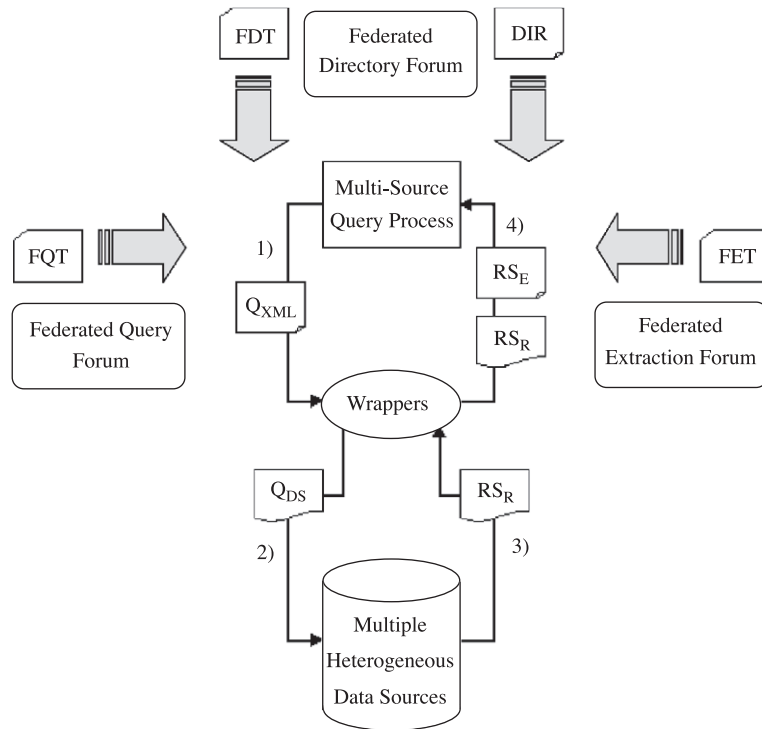 FDT
Federated
Directory Forum
DIR
Multi-Source
Query Process
1)
4)
FQT
FET
RS_E
Q_XML
Federated Query
Forum
RS_R
Federated
Extraction Forum
Wrappers
Q_DS
RS_R
2)
3)
Multiple
Heterogeneous
Data Sources